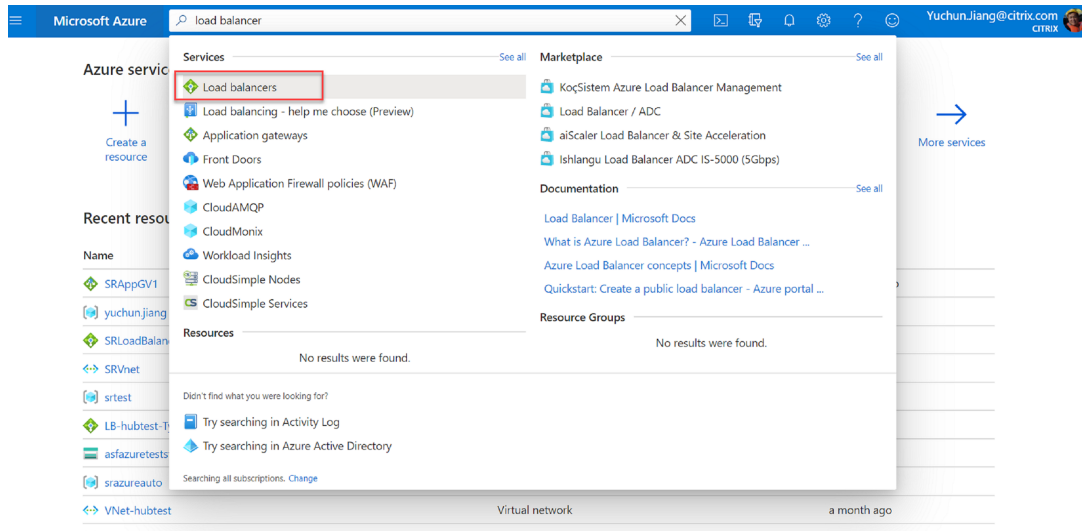 Microsoft Azure
load balancer
Yuchun.Jiang@citrix.com
CITRIX
Azure servic
Create a
resource
More services
Services
See all
Load balancers
Load balancing - help me choose (Preview)
Application gateways
Front Doors
Web Application Firewall policies (WAF)
CloudAMQP
CloudMonix
Workload Insights
CloudSimple Nodes
CloudSimple Services
Resources
No results were found.
Marketplace
See all
KoçSistem Azure Load Balancer Management
Load Balancer / ADC
aiScaler Load Balancer & Site Acceleration
Ishlangu Load Balancer ADC IS-5000 (5Gbps)
Documentation
See all
Load Balancer | Microsoft Docs
What is Azure Load Balancer? - Azure Load Balancer ...
Azure Load Balancer concepts | Microsoft Docs
Quickstart: Create a public load balancer - Azure portal ...
Resource Groups
No results were found.
Didn't find what you were looking for?
Try searching in Activity Log
Try searching in Azure Active Directory
Searching all subscriptions. Change
Recent resou
Name
SRAppGV1
yuchun.jiang
SRLoadBalan
SRVnet
srtest
LB-hubtest-T
asfazuretests
srazureauto
VNet-hubtest
Virtual network
a month ago